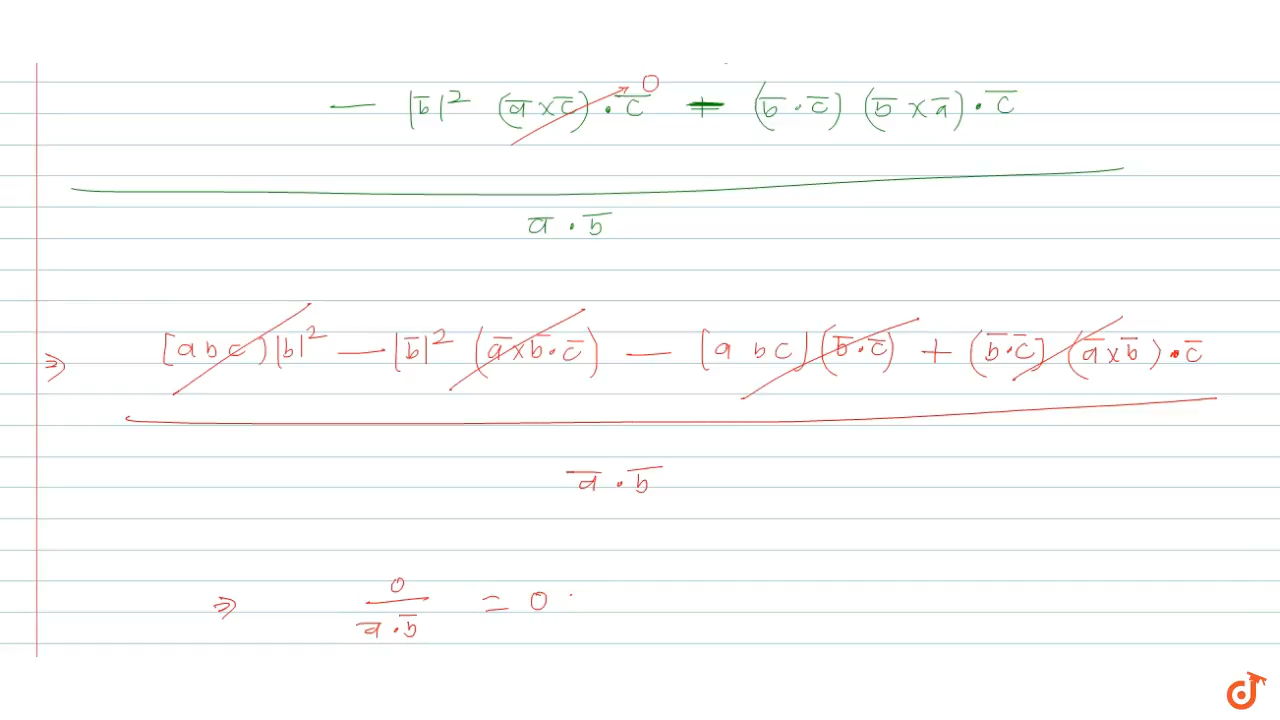 — |b̅|² (a̅ × c̅) · c̅ 0 + (b̅ · c̅) (b̅ × a̅) · c̅
a̅ · b̅
⇒ [a b c) |b|² — |b̅|² (a̅ × b̅ · c̅) — [a b c] (b̅ · c̅) + (b̅ · c̅] (a̅ × b̅) · c̅
a̅ · b̅
⇒ 0 / a̅ · b̅ = 0 ·